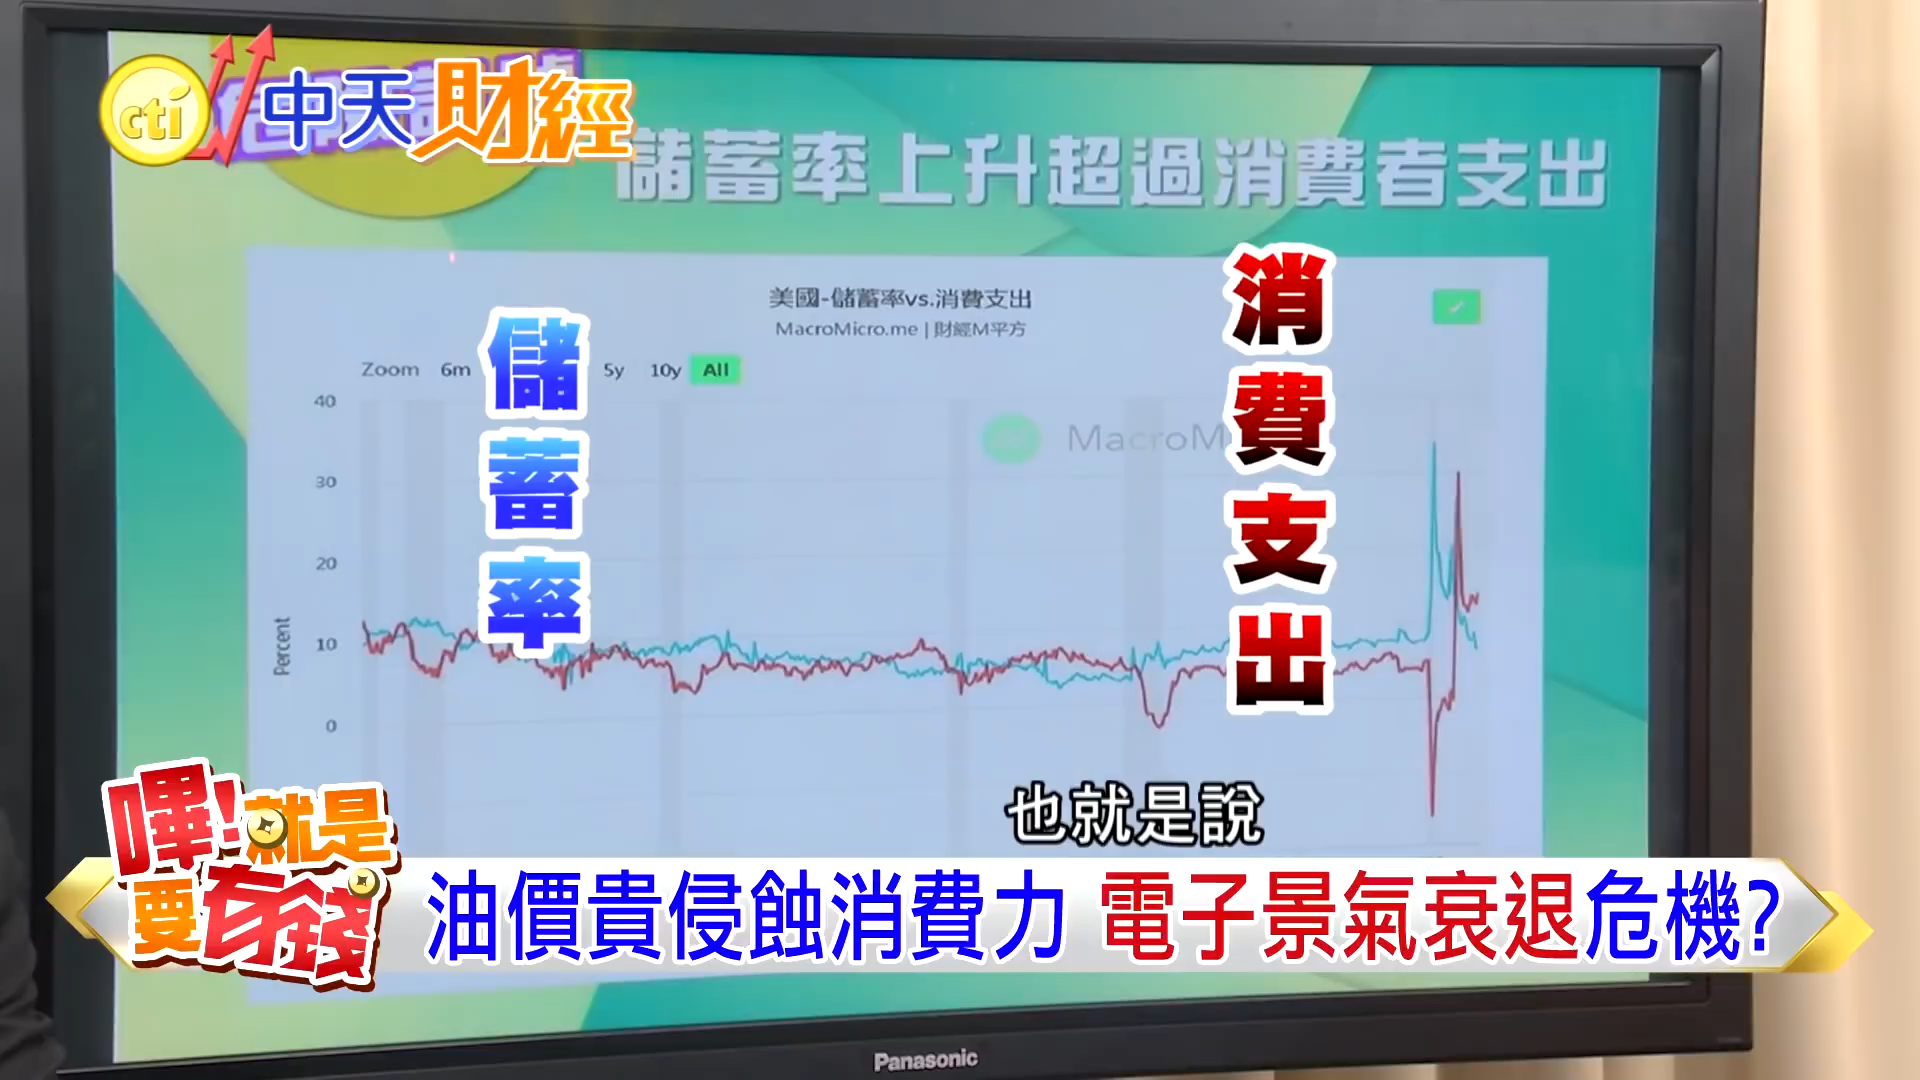 cti 中天財經
儲蓄率上升超過消費者支出
美國-儲蓄率vs.消費支出
MacroMicro.me | 財經M平方
Zoom 6m 5y 10y All
40
30
20
10
0
Percent
MacroM
儲蓄率
消費支出
也就是說
嗶!就是要有錢
油價貴侵蝕消費力 電子景氣衰退危機?
Panasonic